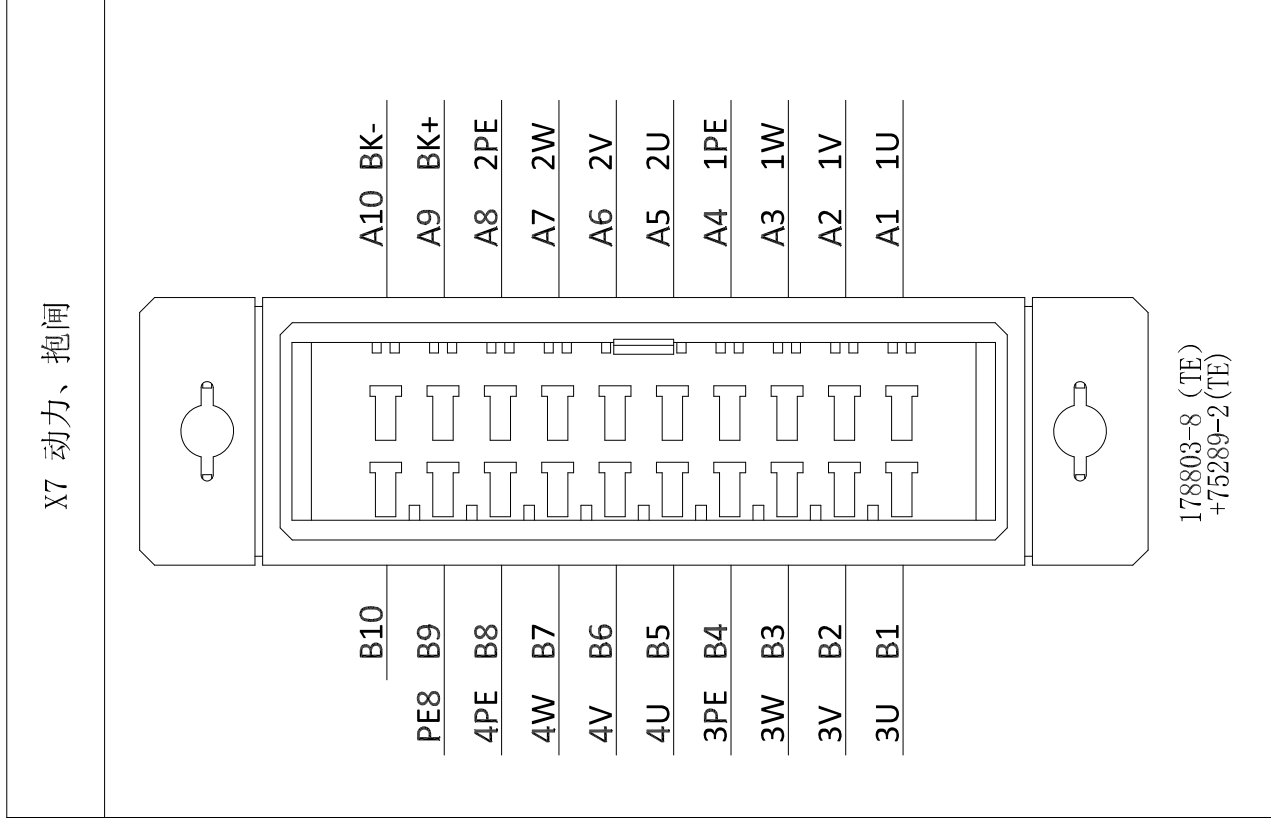 X7 动力、抱闸
A10 BK-
A9 BK+
A8 2PE
A7 2W
A6 2V
A5 2U
A4 1PE
A3 1W
A2 1V
A1 1U
B10
PE8 B9
4PE B8
4W B7
4V B6
4U B5
3PE B4
3W B3
3V B2
3U B1
178803-8 (TE)
+75289-2(TE)